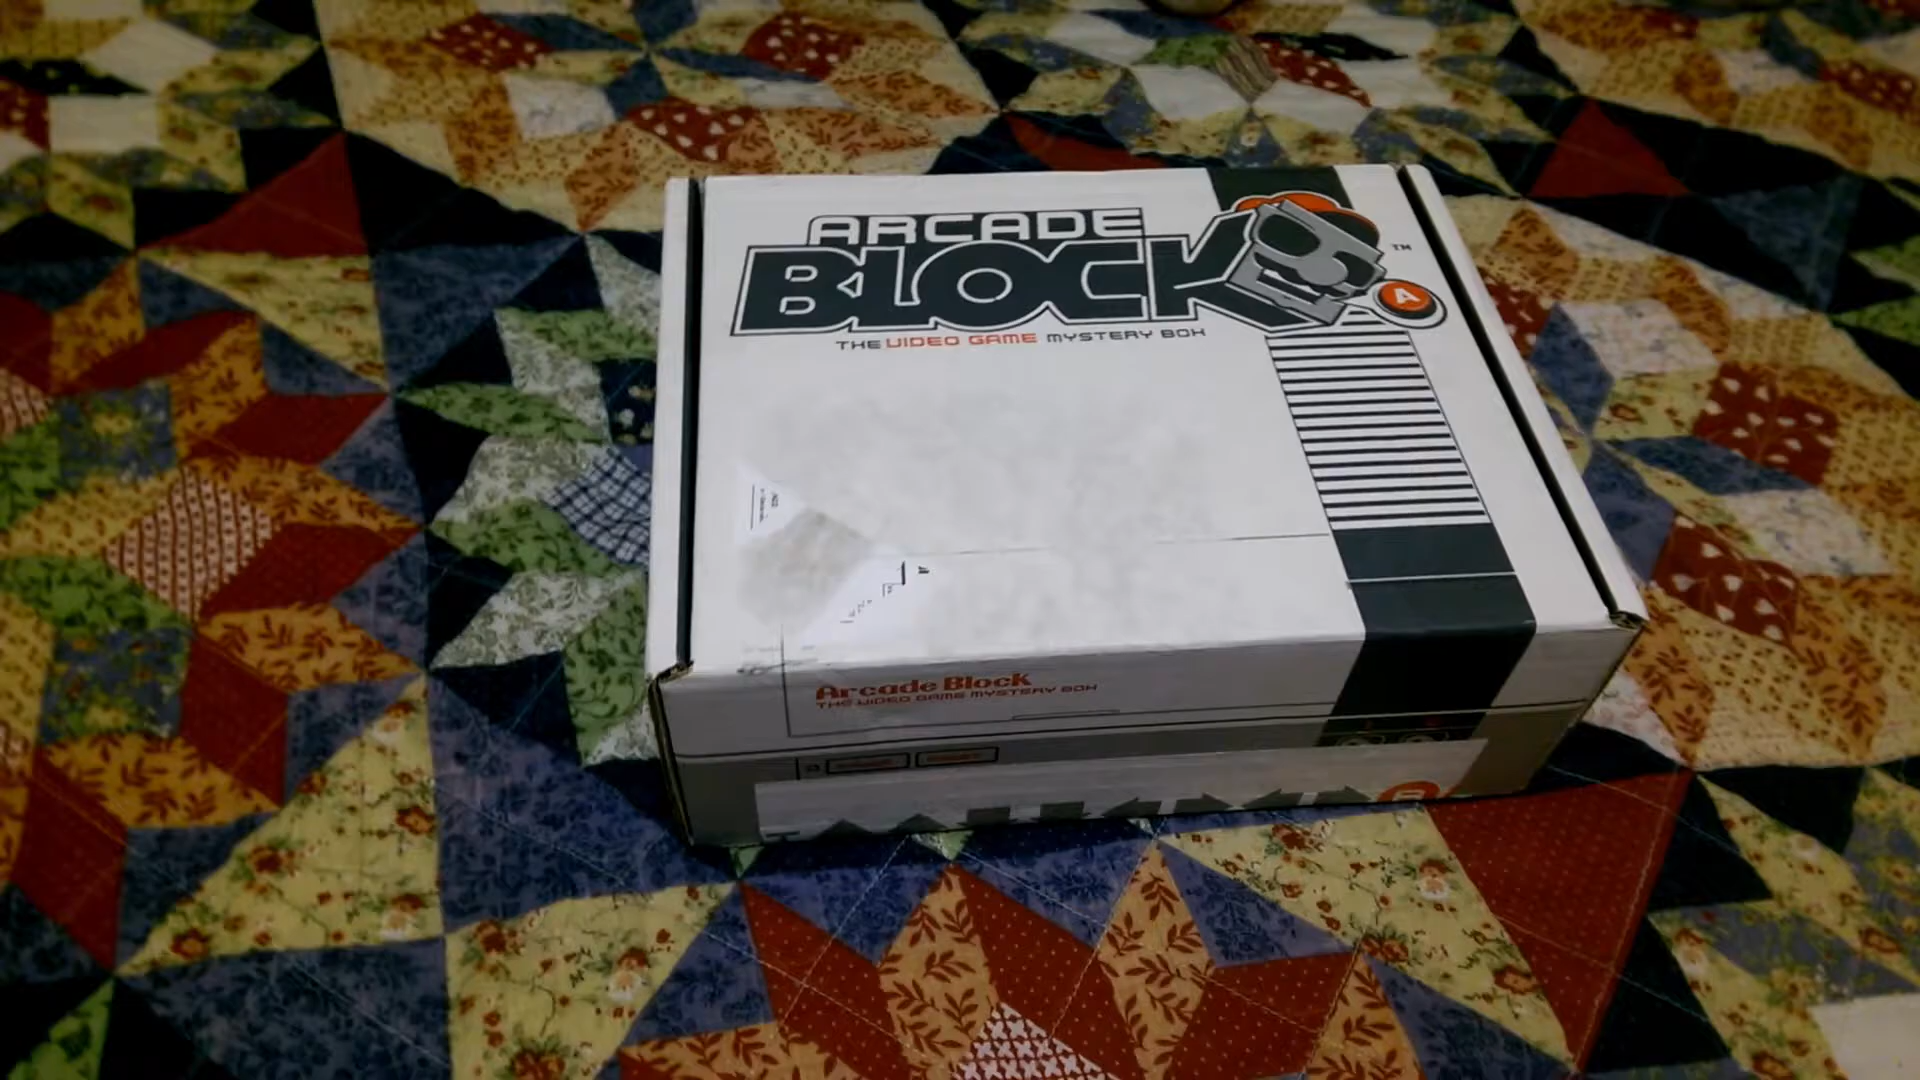 ARCADE
BLOCK
TM
A
THE VIDEO GAME MYSTERY BOX
Arcade Block
THE VIDEO GAME MYSTERY BOX